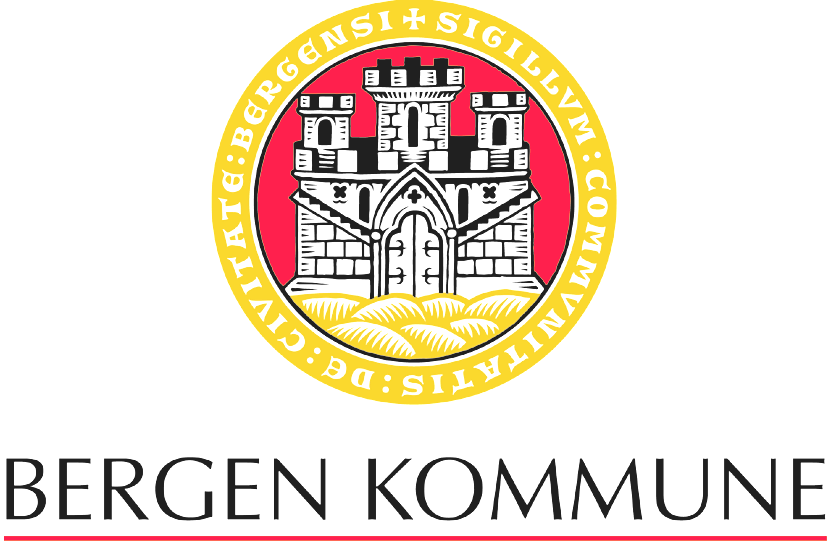 ✠ SIGILLVM : COMMVNITATIS : DE : CIVITATE : BERGENSI
BERGEN KOMMUNE